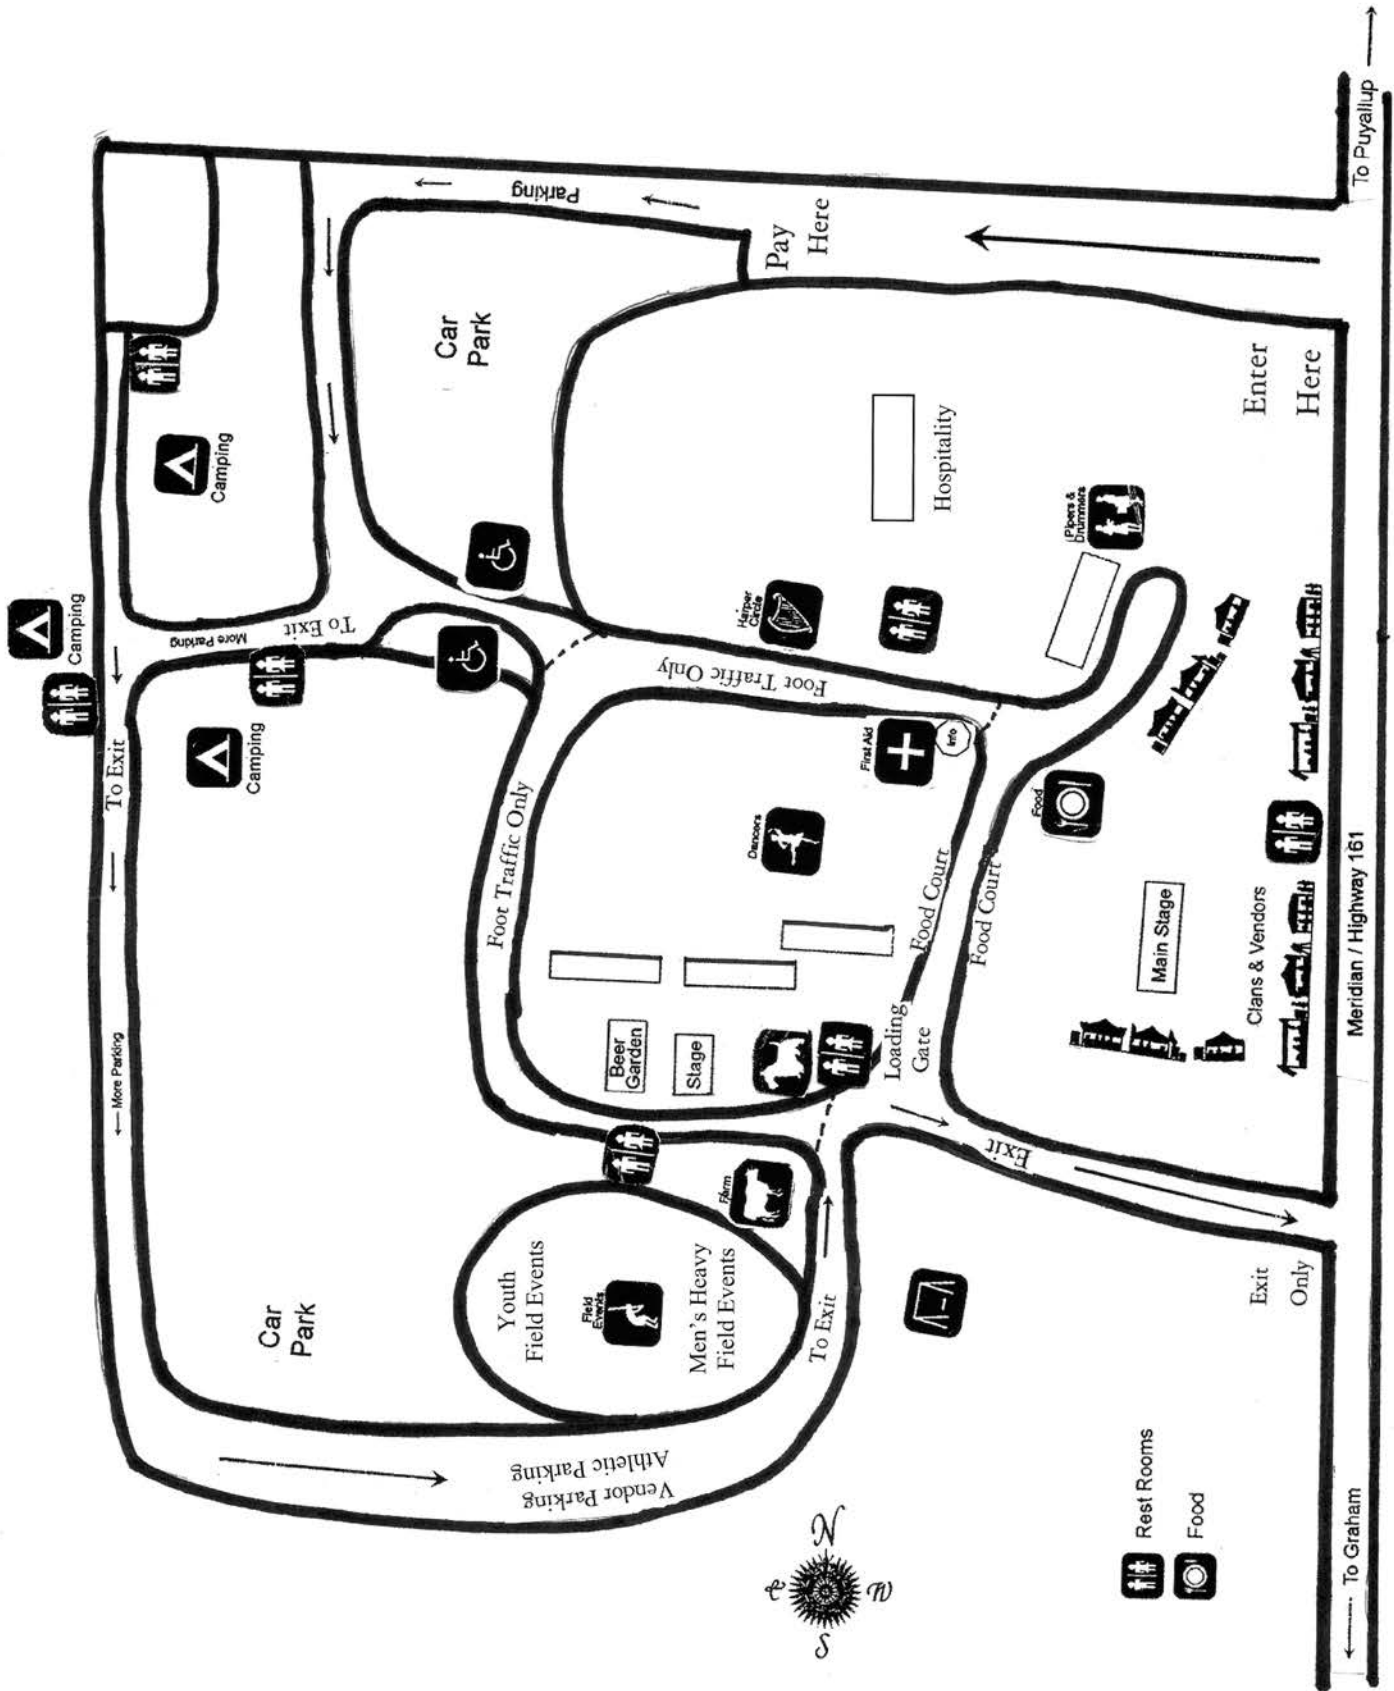 To Puyallup
Parking
Pay
Here
Enter
Here
Car
Park
Camping
Camping
Camping
More Parking
To Exit
Hospitality
Pipers &
Drummers
Harper
Circle
Foot Traffic Only
First Aid
Info
Food
Dancers
Foot Traffic Only
To Exit
Food Court
Food Court
Main Stage
Clans & Vendors
Meridian / Highway 161
Beer
Garden
Stage
Loading
Gate
Exit
← More Parking
Farm
Youth
Field Events
Field
Events
Men's Heavy
Field Events
Car
Park
To Exit
Exit
Only
Athletic Parking
Vendor Parking
N
E
W
S
Rest Rooms
Food
To Graham